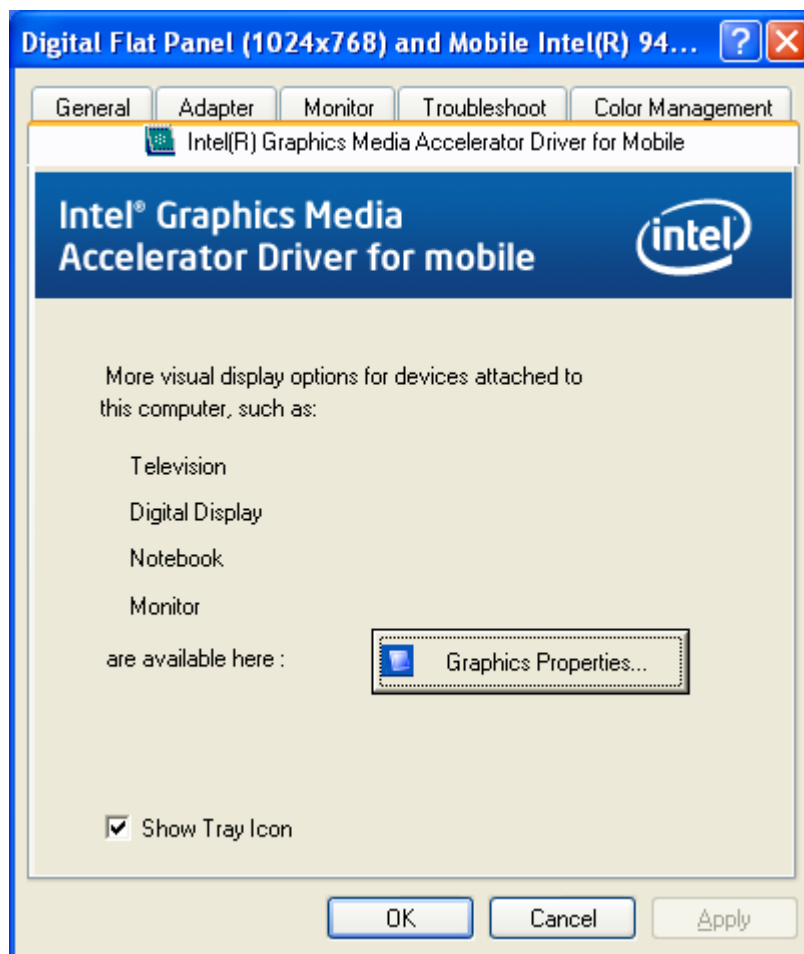 Digital Flat Panel (1024x768) and Mobile Intel(R) 94...
General Adapter Monitor Troubleshoot Color Management
Intel(R) Graphics Media Accelerator Driver for Mobile
Intel® Graphics Media
Accelerator Driver for mobile
intel
More visual display options for devices attached to
this computer, such as:
Television
Digital Display
Notebook
Monitor
are available here :
Graphics Properties...
Show Tray Icon
OK Cancel Apply